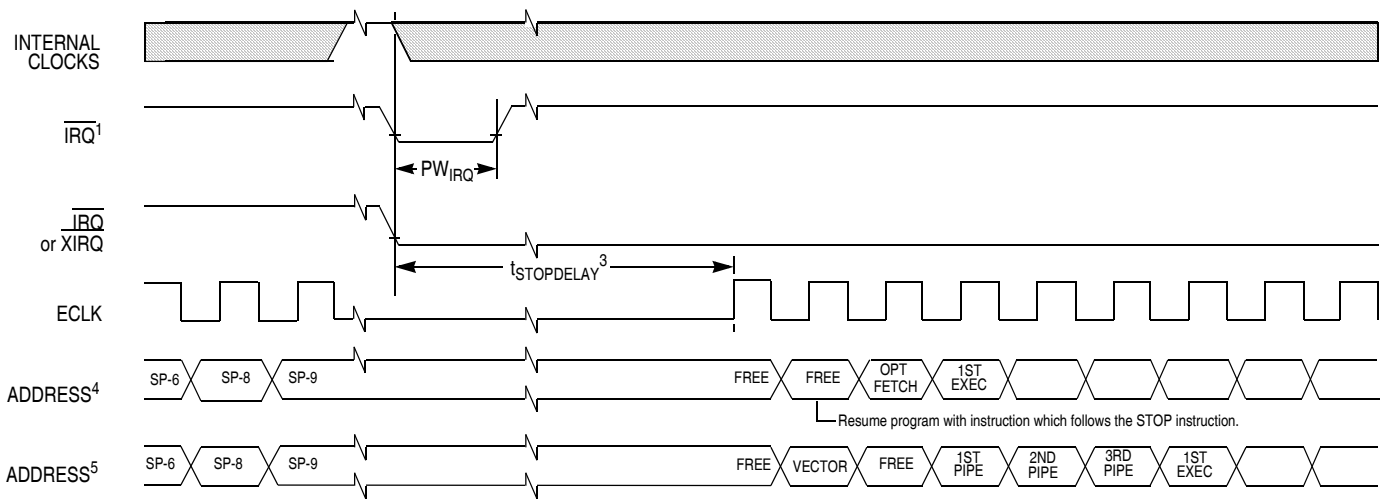 INTERNAL
CLOCKS
IRQ¹
PW_IRQ
IRQ
or XIRQ
t_STOPDELAY³
ECLK
ADDRESS⁴
SP-6 SP-8 SP-9 FREE FREE OPT FETCH 1ST EXEC
Resume program with instruction which follows the STOP instruction.
ADDRESS⁵
SP-6 SP-8 SP-9 FREE VECTOR FREE 1ST PIPE 2ND PIPE 3RD PIPE 1ST EXEC